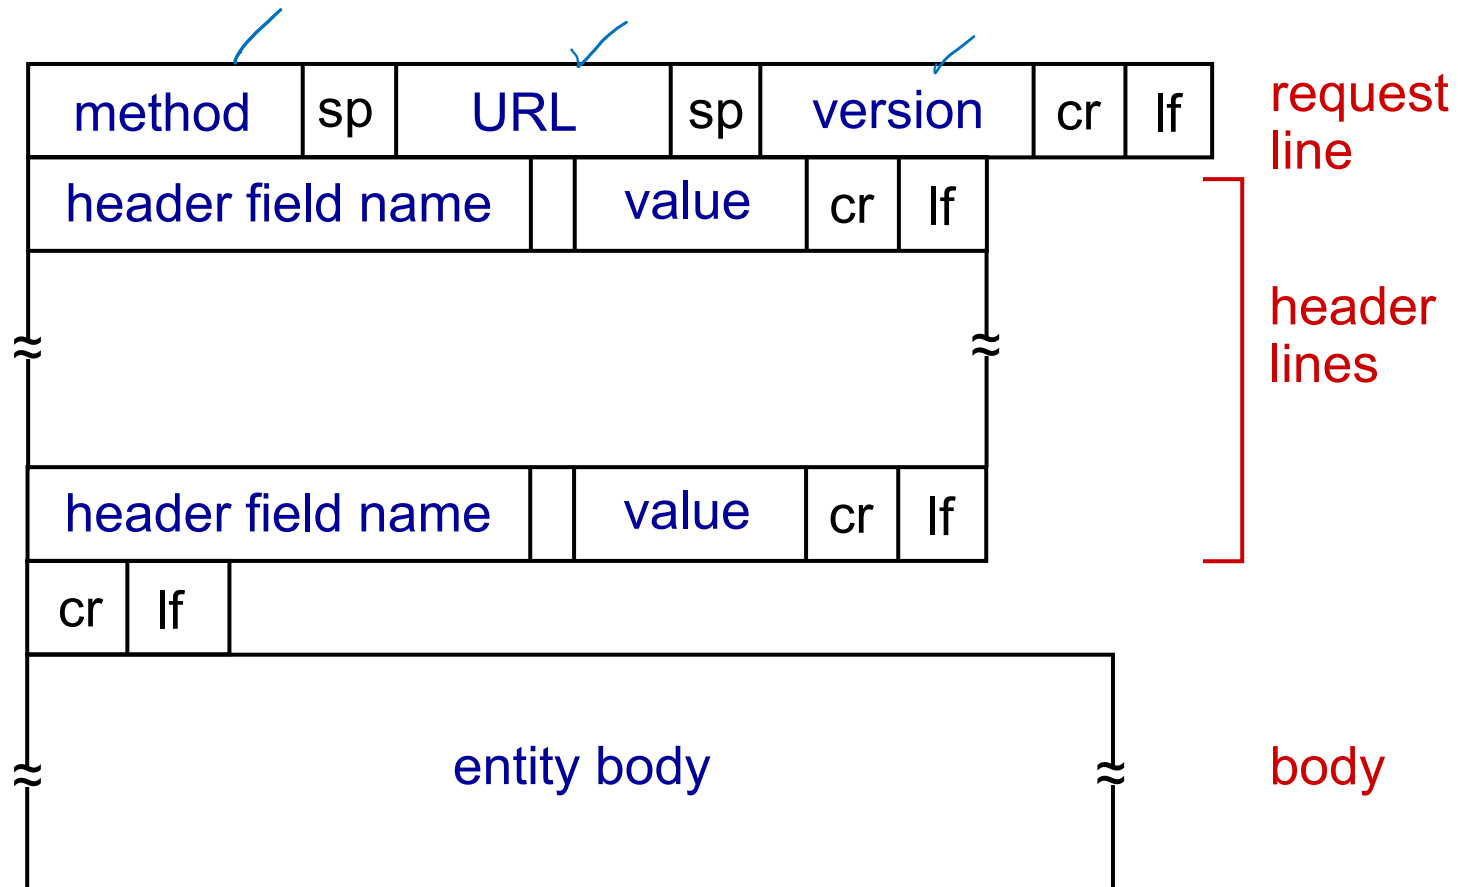 method sp URL sp version cr lf
request
line
header field name value cr lf
header
lines
header field name value cr lf
cr lf
entity body
body